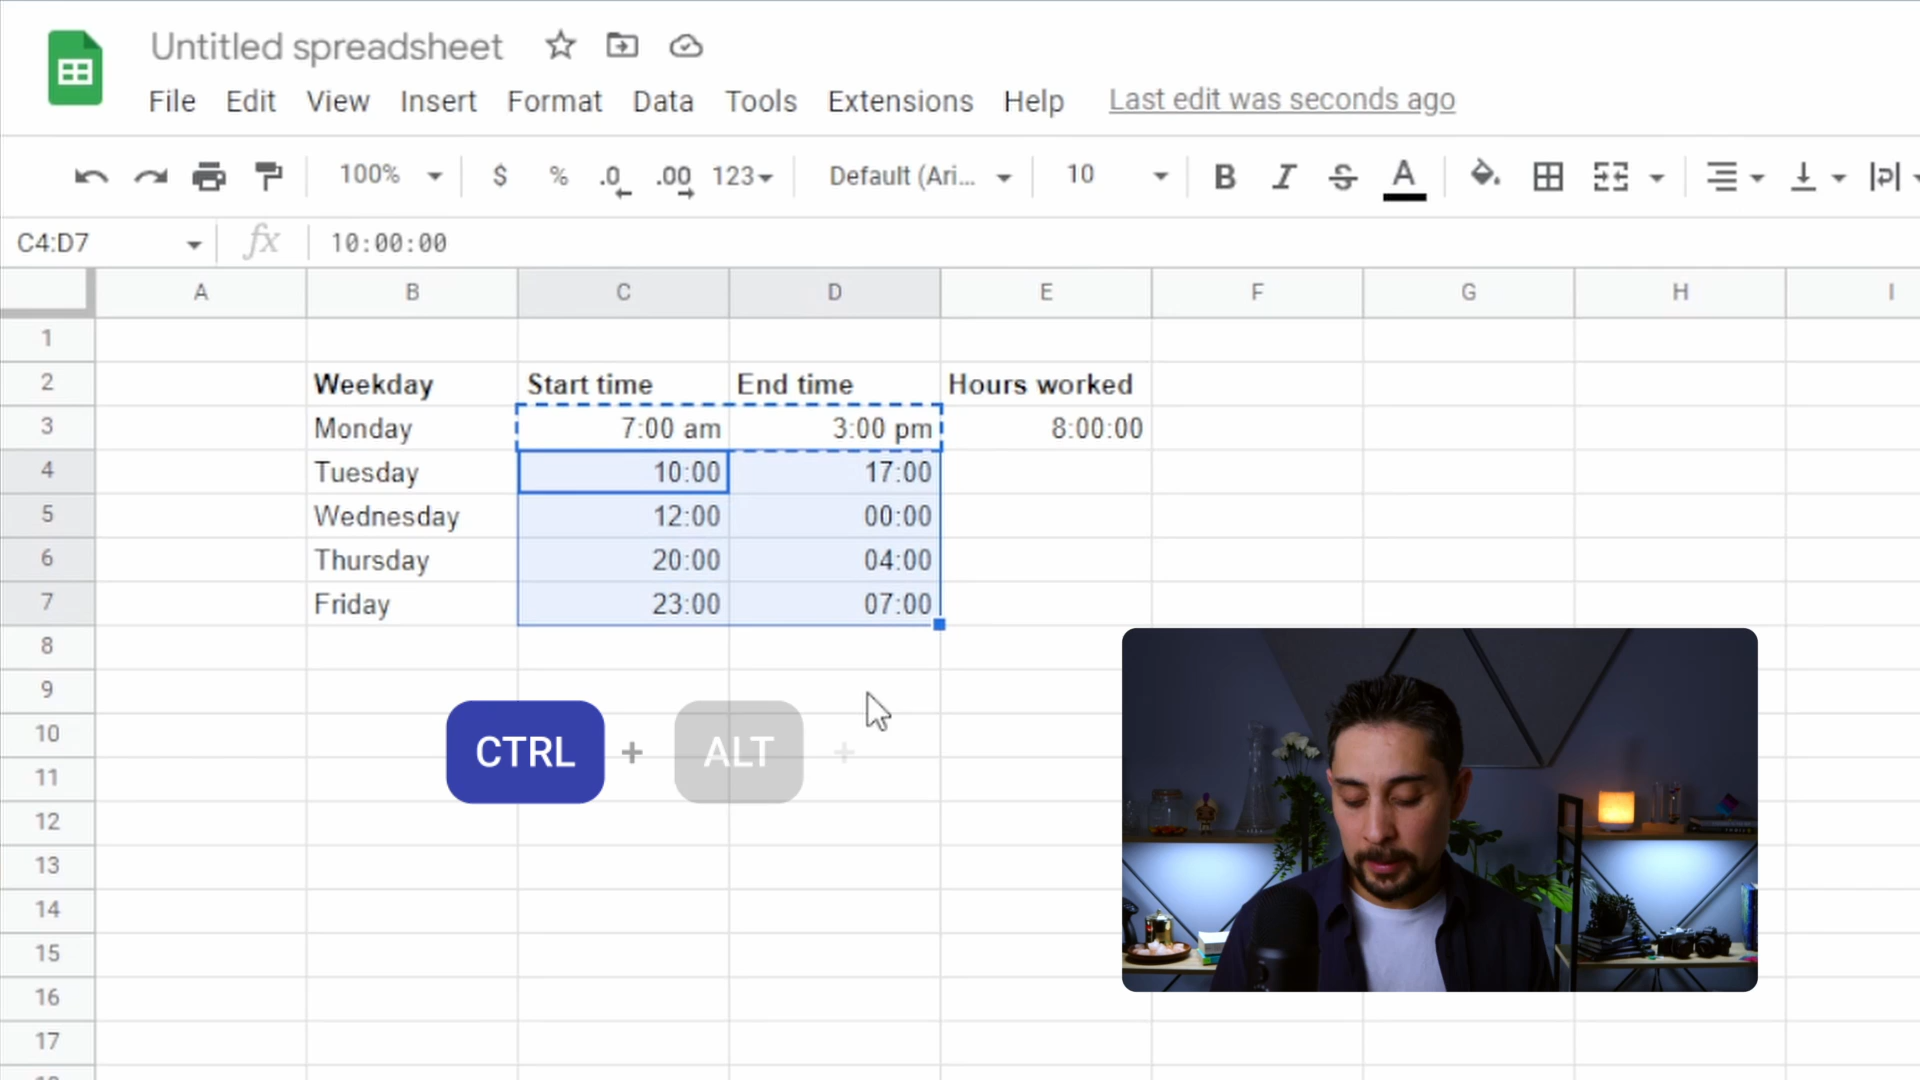 Untitled spreadsheet
File Edit View Insert Format Data Tools Extensions Help Last edit was seconds ago
100% $ % .0 .00 123 Default (Ari... 10 B I S A
C4:D7 fx 10:00:00
A B C D E F G H I
1
2 Weekday Start time End time Hours worked
3 Monday 7:00 am 3:00 pm 8:00:00
4 Tuesday 10:00 17:00
5 Wednesday 12:00 00:00
6 Thursday 20:00 04:00
7 Friday 23:00 07:00
8
9
10
CTRL + ALT +
11
12
13
14
15
16
17